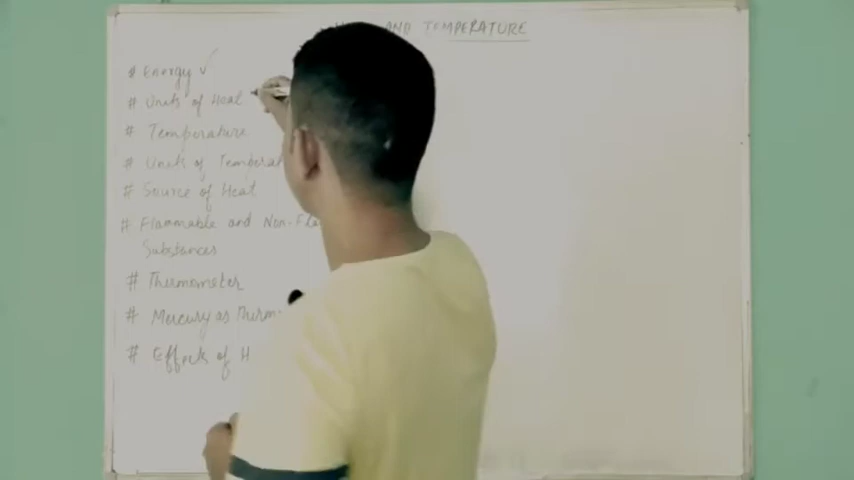 AND TEMPERATURE
# Energy ✓
# Units of Heat
# Temperature
# Units of Temperat
# Source of Heat
# Flammable and Non-Fla
Substances
# Thermometer
# Mercury as Therm
# Effects of H